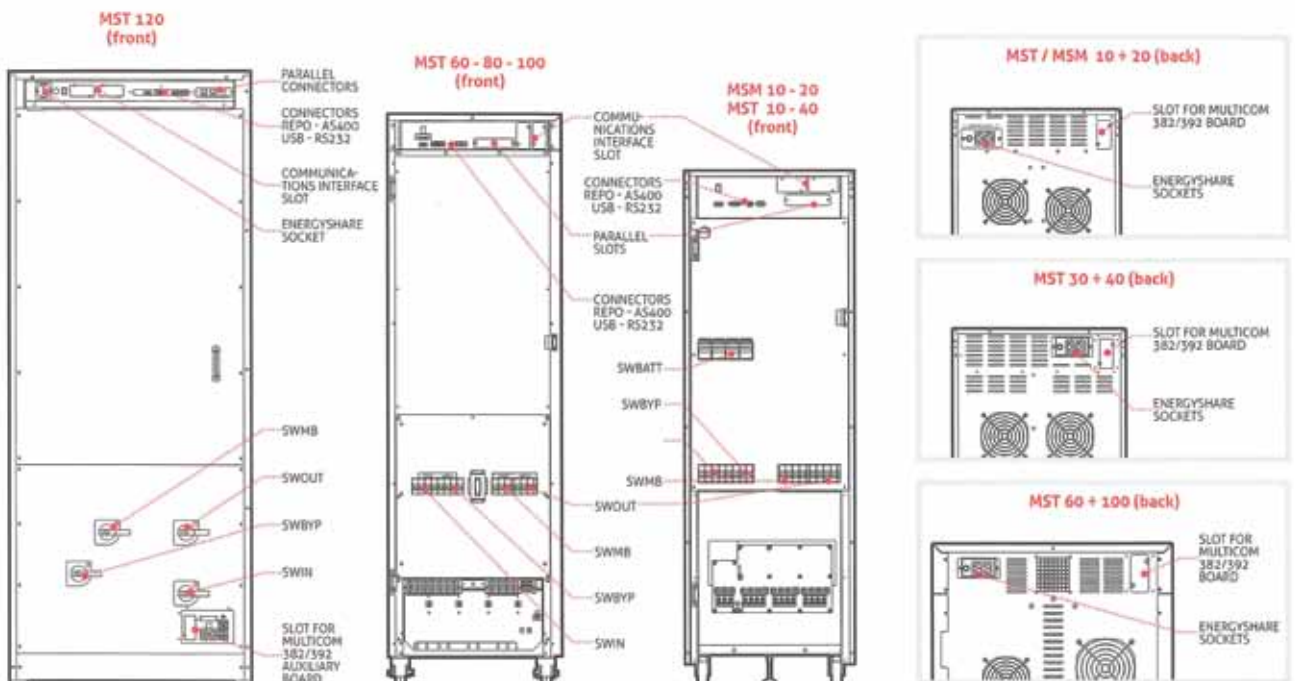 MST 120
(front)
PARALLEL
CONNECTORS
CONNECTORS
REPO - AS400
USB - RS232
COMMUNICA-
TIONS INTERFACE
SLOT
ENERGYSHARE
SOCKET
SWMB
SWOUT
SWBYP
SWIN
SLOT FOR
MULTICOM
382/392
AUXILIARY
BOARD
MST 60 - 80 - 100
(front)
COMMU-
NICATIONS
INTERFACE
SLOT
CONNECTORS
REPO - AS400
USB - RS232
PARALLEL
SLOTS
CONNECTORS
REPO - AS400
USB - RS232
SWBATT
SWBYP
SWMB
SWOUT
SWMB
SWBYP
SWIN
MSM 10 - 20
MST 10 - 40
(front)
MST / MSM 10 ÷ 20 (back)
SLOT FOR MULTICOM
382/392 BOARD
ENERGYSHARE
SOCKETS
MST 30 ÷ 40 (back)
SLOT FOR MULTICOM
382/392 BOARD
ENERGYSHARE
SOCKETS
MST 60 ÷ 100 (back)
SLOT FOR
MULTICOM
382/392
BOARD
ENERGYSHARE
SOCKETS